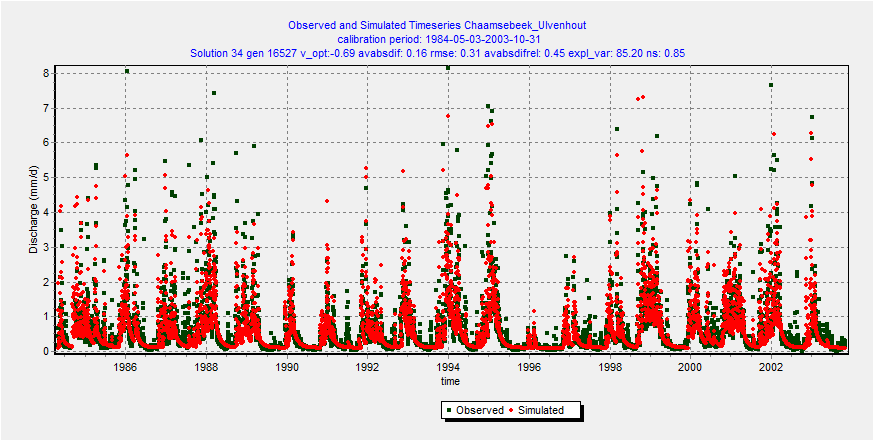 Observed and Simulated Timeseries Chaamsebeek_Ulvenhout
calibration period: 1984-05-03-2003-10-31
Solution 34 gen 16527 v_opt:-0.69 avabsdif: 0.16 rmse: 0.31 avabsdifrel: 0.45 expl_var: 85.20 ns: 0.85
Discharge (mm/d)
8
7
6
5
4
3
2
1
0
1986 1988 1990 1992 1994 1996 1998 2000 2002
time
Observed Simulated